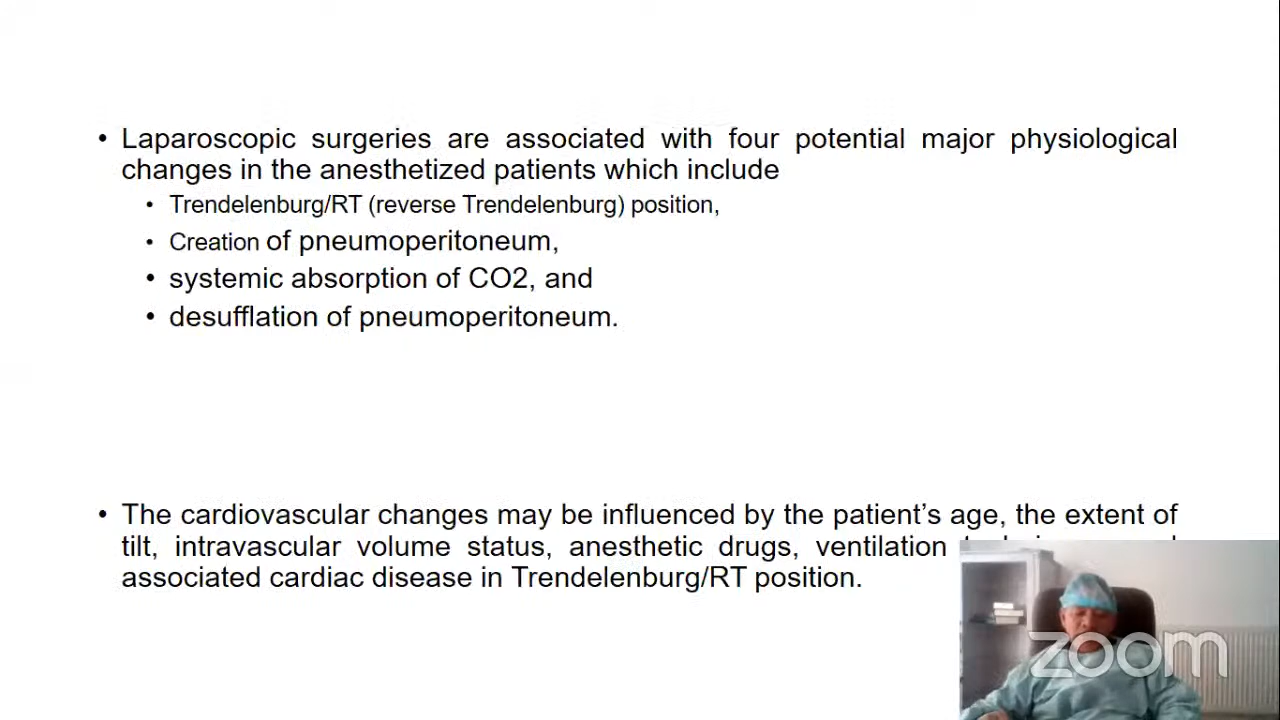 • Laparoscopic surgeries are associated with four potential major physiological
changes in the anesthetized patients which include
• Trendelenburg/RT (reverse Trendelenburg) position,
• Creation of pneumoperitoneum,
• systemic absorption of CO2, and
• desufflation of pneumoperitoneum.
• The cardiovascular changes may be influenced by the patient’s age, the extent of
tilt, intravascular volume status, anesthetic drugs, ventilation
associated cardiac disease in Trendelenburg/RT position.
zoom